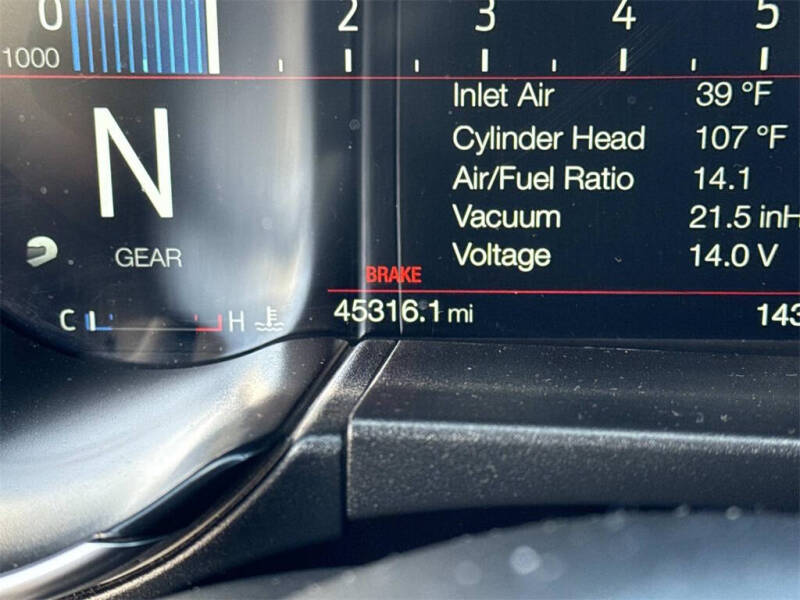 0 2 3 4 5
1000
Inlet Air 39 °F
N Cylinder Head 107 °F
Air/Fuel Ratio 14.1
Vacuum 21.5 inH
GEAR Voltage 14.0 V
BRAKE
C H 45316.1 mi 143